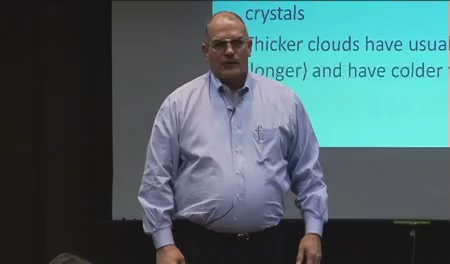 crystals
Thicker clouds have usual
longer) and have colder